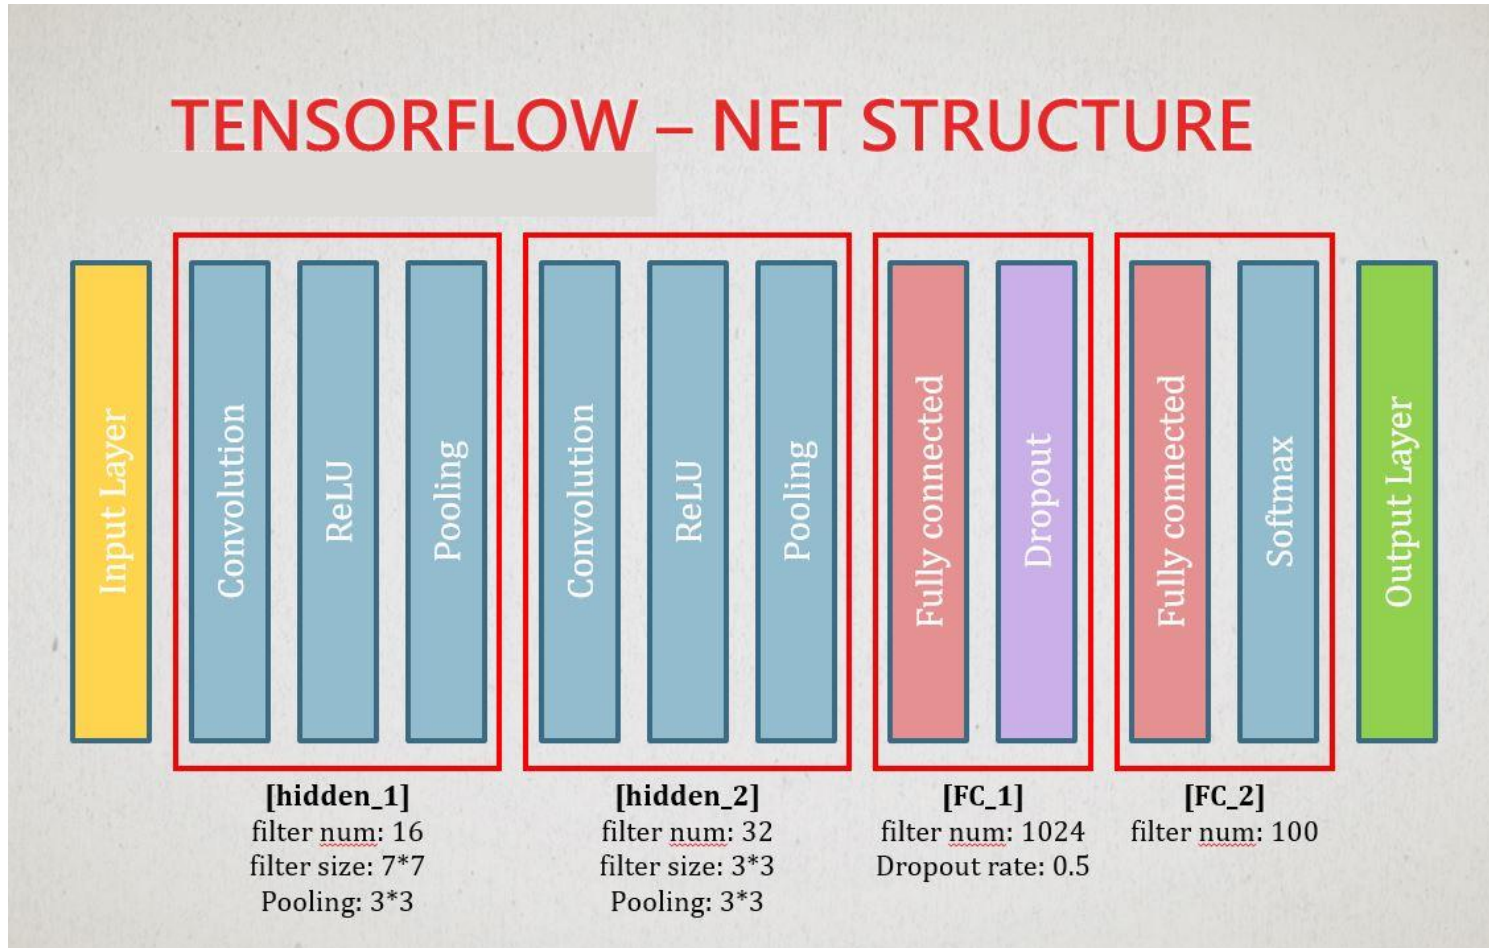 TENSORFLOW – NET STRUCTURE
Input Layer
Convolution
ReLU
Pooling
Convolution
ReLU
Pooling
Fully connected
Dropout
Fully connected
Softmax
Output Layer
[hidden_1]
filter num: 16
filter size: 7*7
Pooling: 3*3
[hidden_2]
filter num: 32
filter size: 3*3
Pooling: 3*3
[FC_1]
filter num: 1024
Dropout rate: 0.5
[FC_2]
filter num: 100